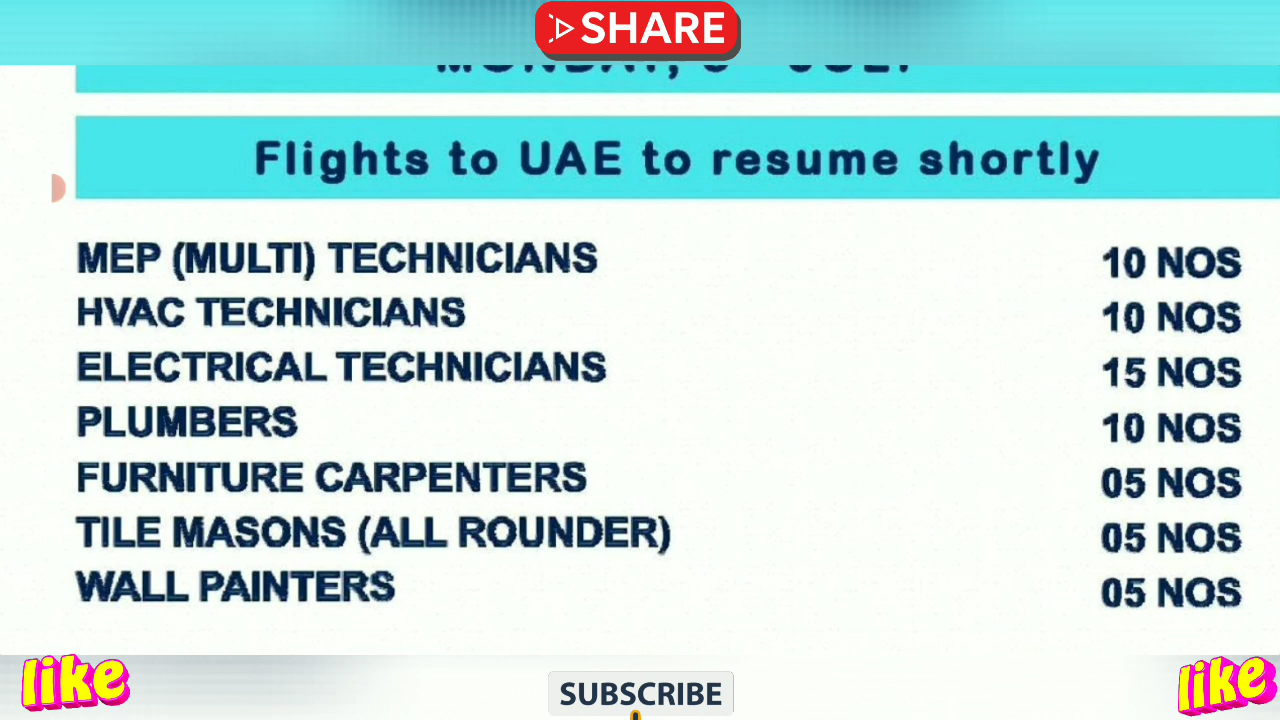 SHARE
Flights to UAE to resume shortly
MEP (MULTI) TECHNICIANS 10 NOS
HVAC TECHNICIANS 10 NOS
ELECTRICAL TECHNICIANS 15 NOS
PLUMBERS 10 NOS
FURNITURE CARPENTERS 05 NOS
TILE MASONS (ALL ROUNDER) 05 NOS
WALL PAINTERS 05 NOS
like
SUBSCRIBE
like